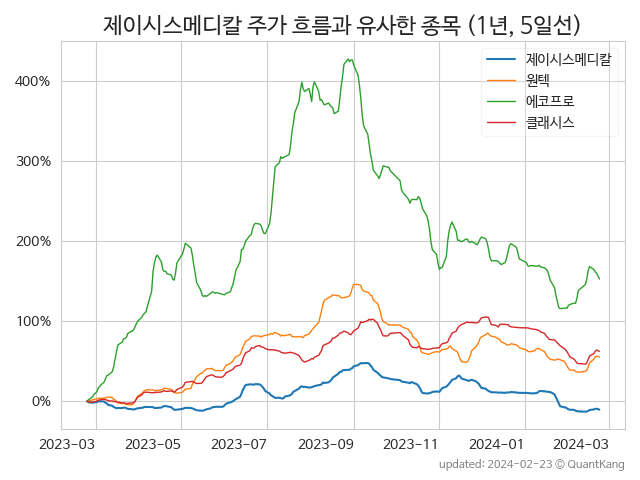 제이시스메디칼 주가 흐름과 유사한 종목 (1년, 5일선)
제이시스메디칼
원텍
에코프로
클래시스
400%
300%
200%
100%
0%
2023-03 2023-05 2023-07 2023-09 2023-11 2024-01 2024-03
updated: 2024-02-23 © QuantKang